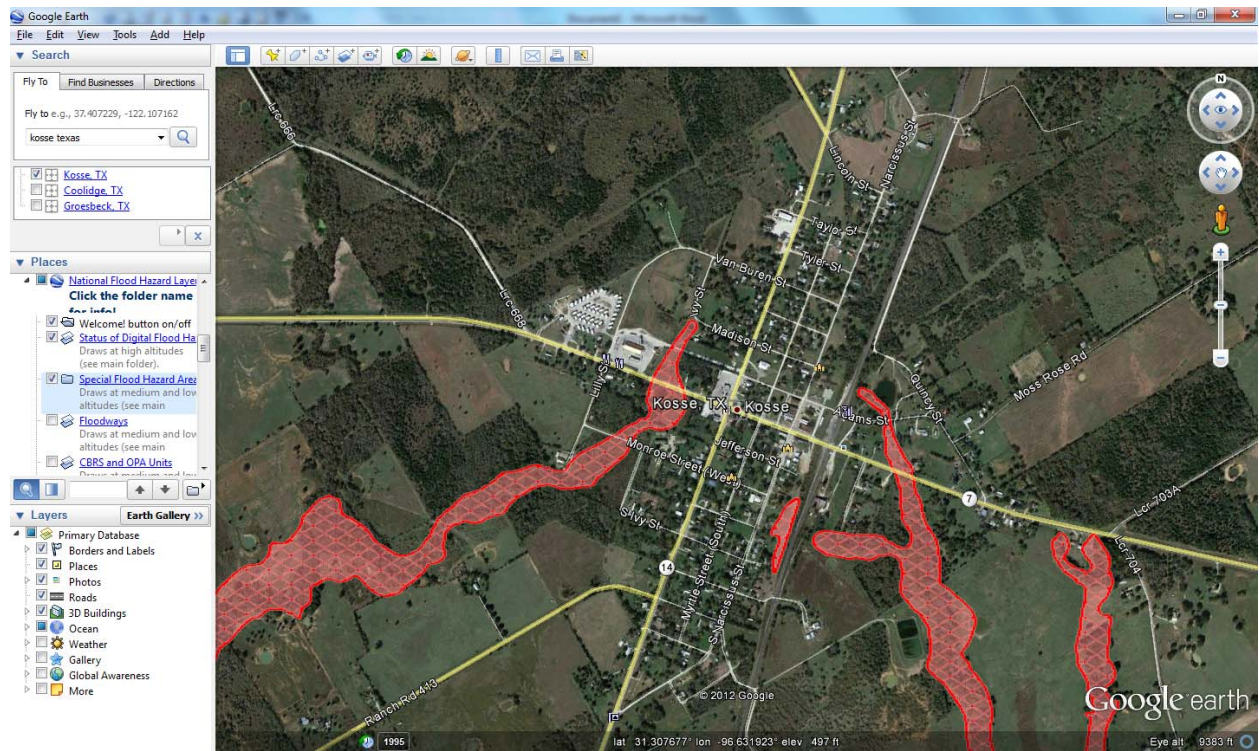 Google Earth
File Edit View Tools Add Help
Search
Fly To
Find Businesses
Directions
Fly to e.g., 37.407229, -122.107162
kosse texas
Kosse, TX
Coolidge, TX
Groesbeck, TX
Places
National Flood Hazard Laye
Click the folder name
for info!
Welcome! button on/off
Status of Digital Flood Ha
Draws at high altitudes
(see main folder).
Special Flood Hazard Area
Draws at medium and low
altitudes (see main
Floodways
Draws at medium and low
altitudes (see main
CBRS and OPA Units
Layers
Earth Gallery >>
Primary Database
Borders and Labels
Places
Photos
Roads
3D Buildings
Ocean
Weather
Gallery
Global Awareness
More
N
Lrc 666
Lincoln St
Narcissus St
Taylor St
Tyler St
Van Buren St
Lrc 668
Ivy St
Madison St
Lilly St
Quincy St
Moss Rose Rd
Kosse, TX
Kosse
Adams St
Jefferson St
Monroe Street (West)
7
Lcr 703A
S Ivy St
Lcr 704
14
Myrtle Street (South)
S Narcissus St
Ranch Rd 413
© 2012 Google
Google earth
1995
lat 31.307677° lon -96.631923° elev 497 ft
Eye alt 9383 ft